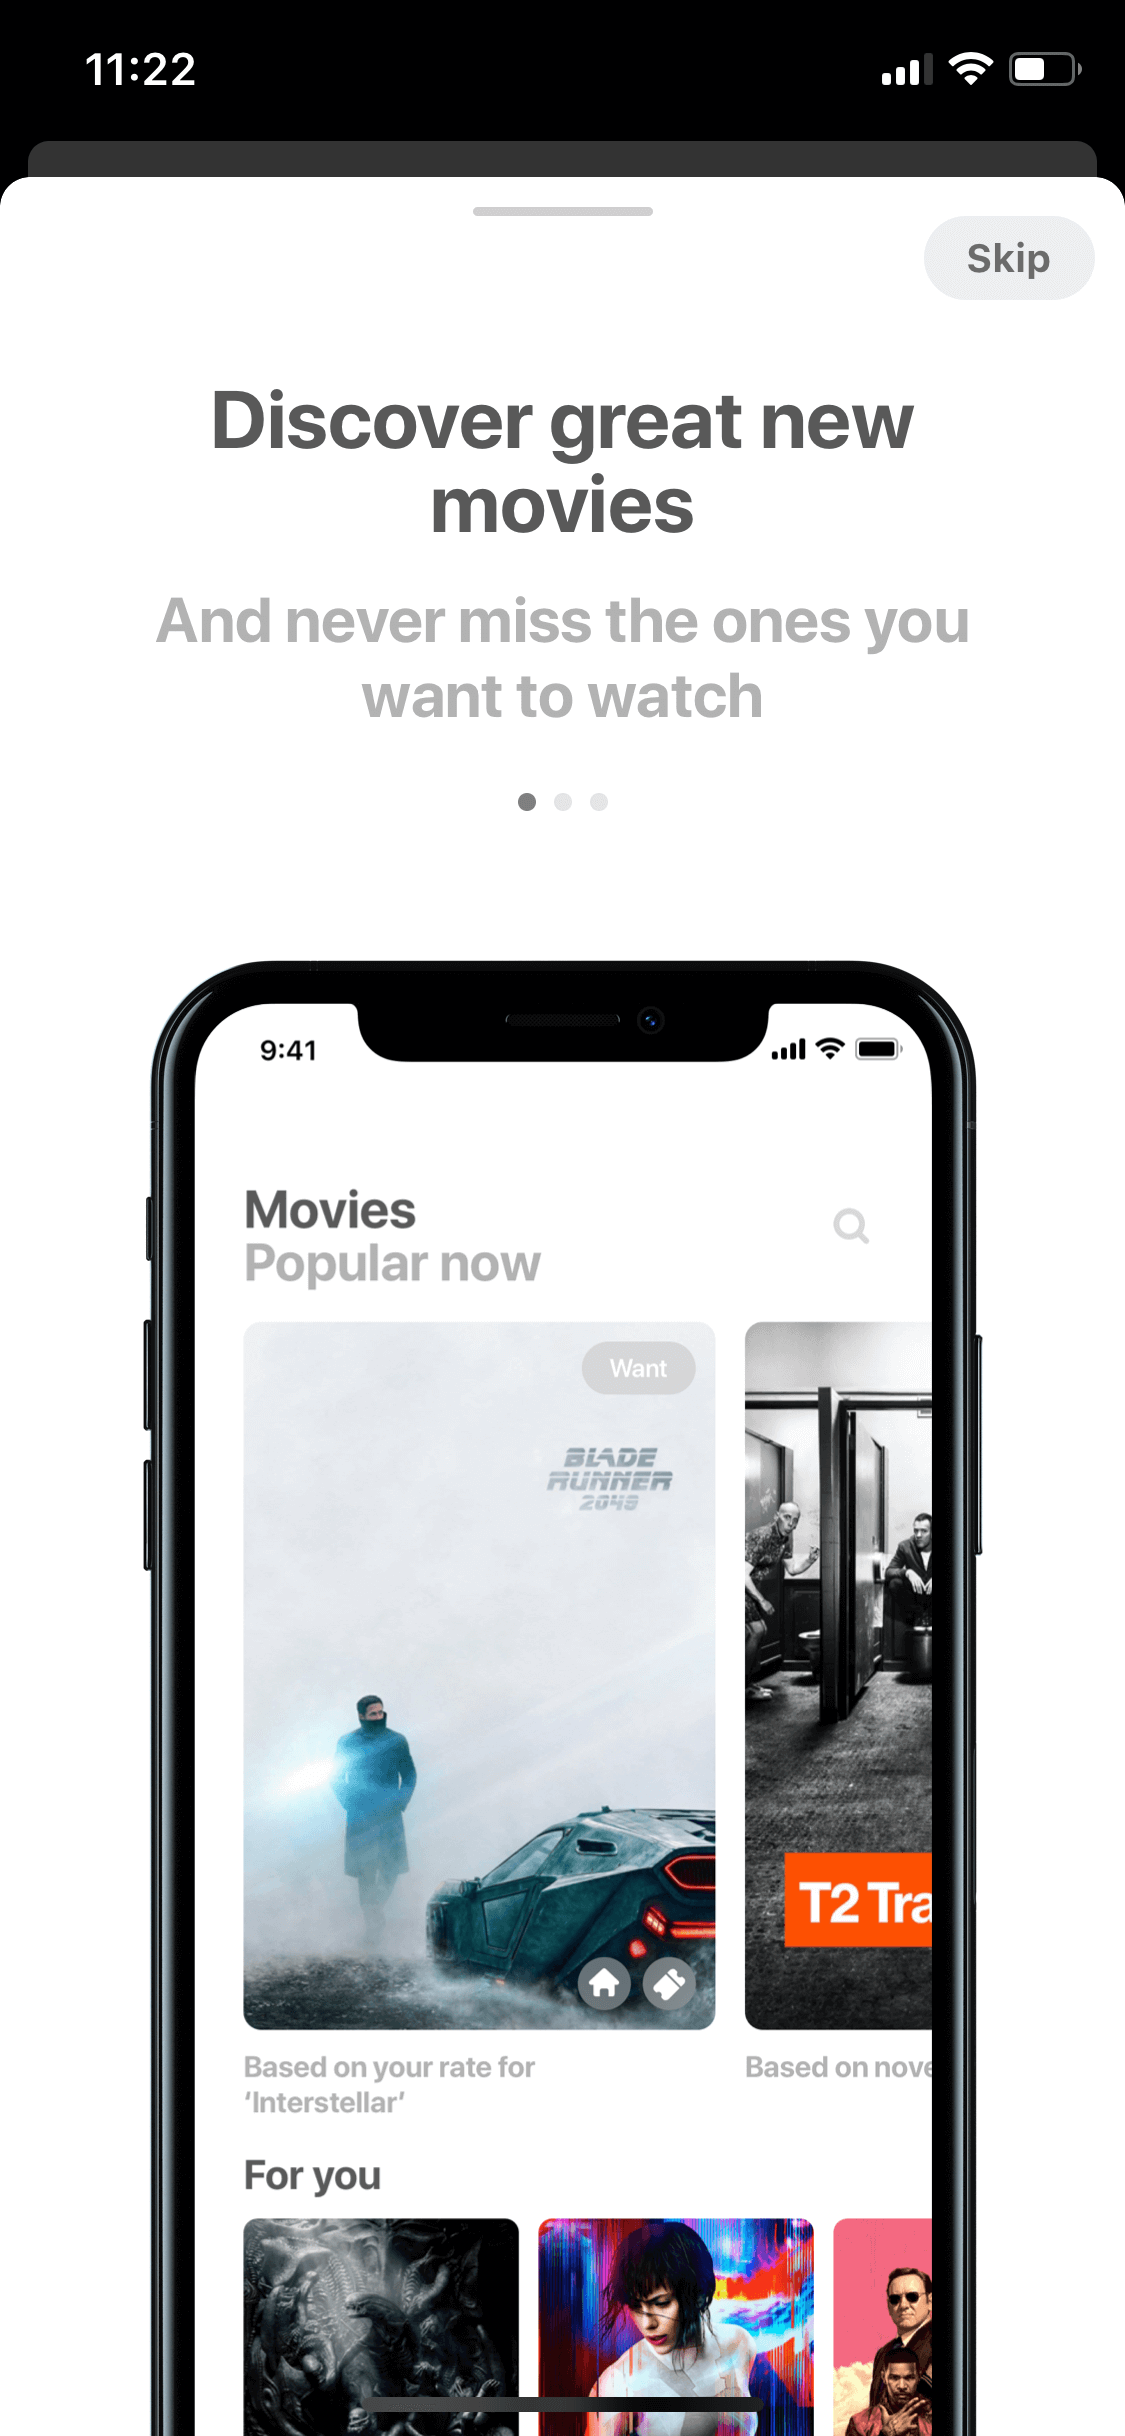 11:22
Skip
Discover great new
movies
And never miss the ones you
want to watch
9:41
Movies
Popular now
Want
BLADE
RUNNER
2049
T2 Tra
Based on your rate for
‘Interstellar’
Based on nove
For you